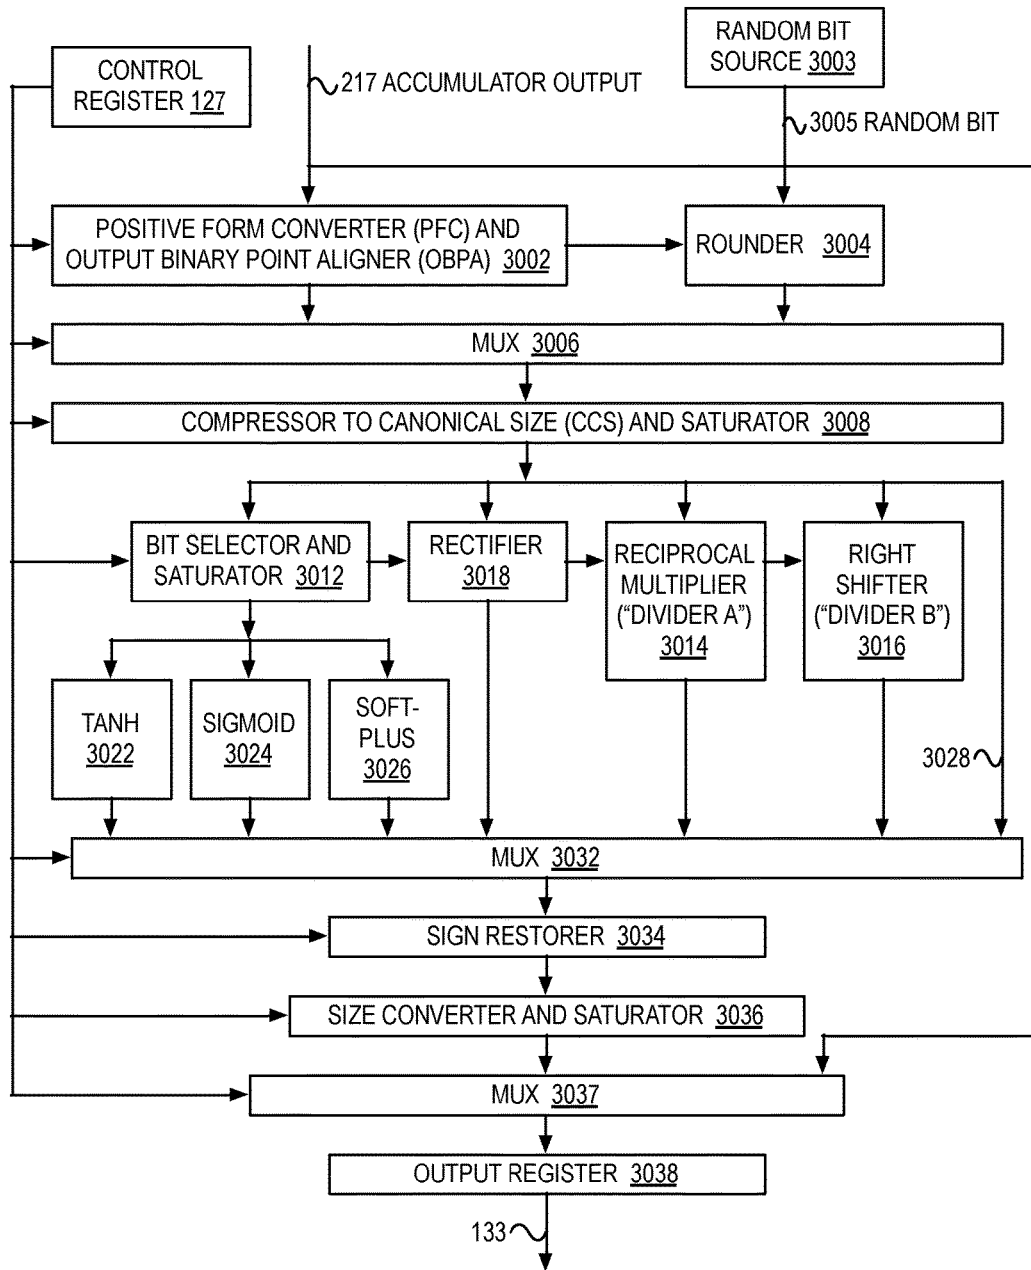 CONTROL
REGISTER 127
217 ACCUMULATOR OUTPUT
RANDOM BIT
SOURCE 3003
3005 RANDOM BIT
POSITIVE FORM CONVERTER (PFC) AND
OUTPUT BINARY POINT ALIGNER (OBPA) 3002
ROUNDER 3004
MUX 3006
COMPRESSOR TO CANONICAL SIZE (CCS) AND SATURATOR 3008
BIT SELECTOR AND
SATURATOR 3012
RECTIFIER
3018
RECIPROCAL
MULTIPLIER
("DIVIDER A")
3014
RIGHT
SHIFTER
("DIVIDER B")
3016
TANH
3022
SIGMOID
3024
SOFT-
PLUS
3026
3028
MUX 3032
SIGN RESTORER 3034
SIZE CONVERTER AND SATURATOR 3036
MUX 3037
OUTPUT REGISTER 3038
133